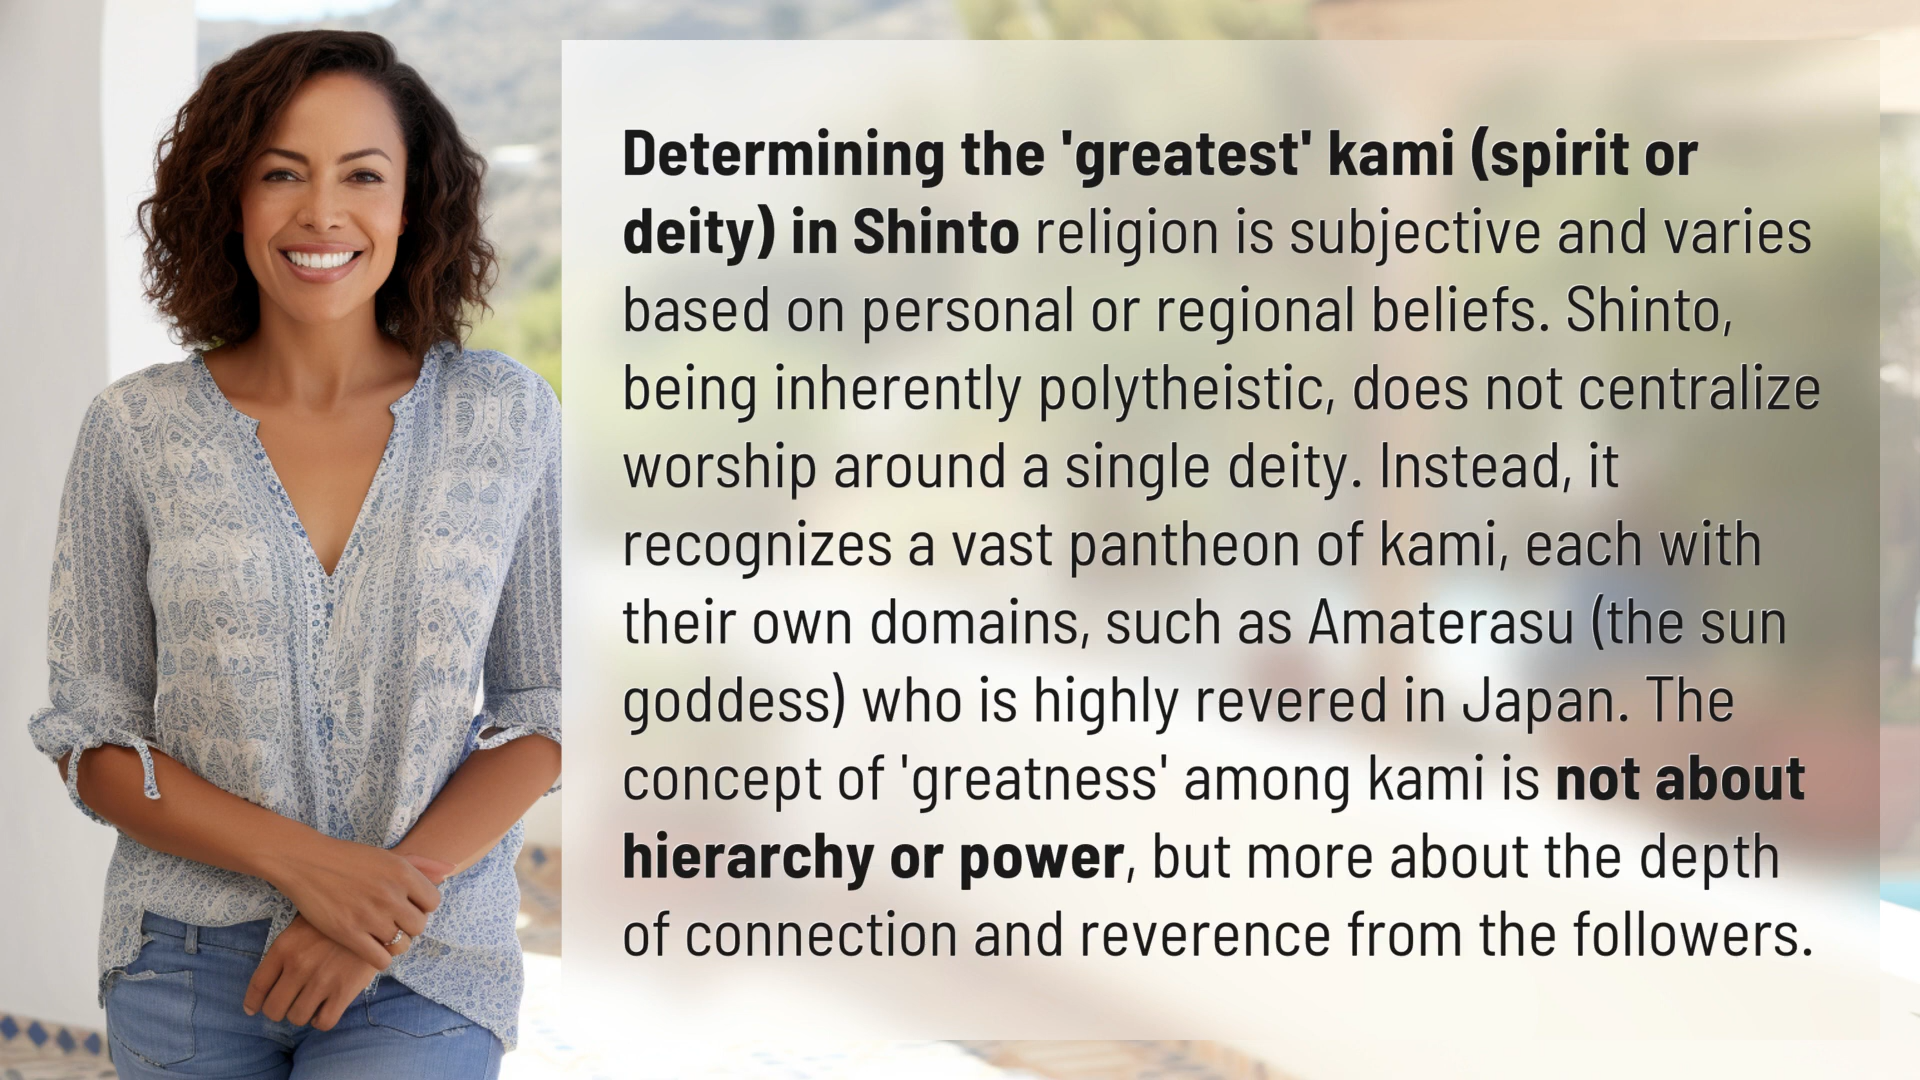 Determining the 'greatest' kami (spirit or
deity) in Shinto religion is subjective and varies
based on personal or regional beliefs. Shinto,
being inherently polytheistic, does not centralize
worship around a single deity. Instead, it
recognizes a vast pantheon of kami, each with
their own domains, such as Amaterasu (the sun
goddess) who is highly revered in Japan. The
concept of 'greatness' among kami is not about
hierarchy or power, but more about the depth
of connection and reverence from the followers.